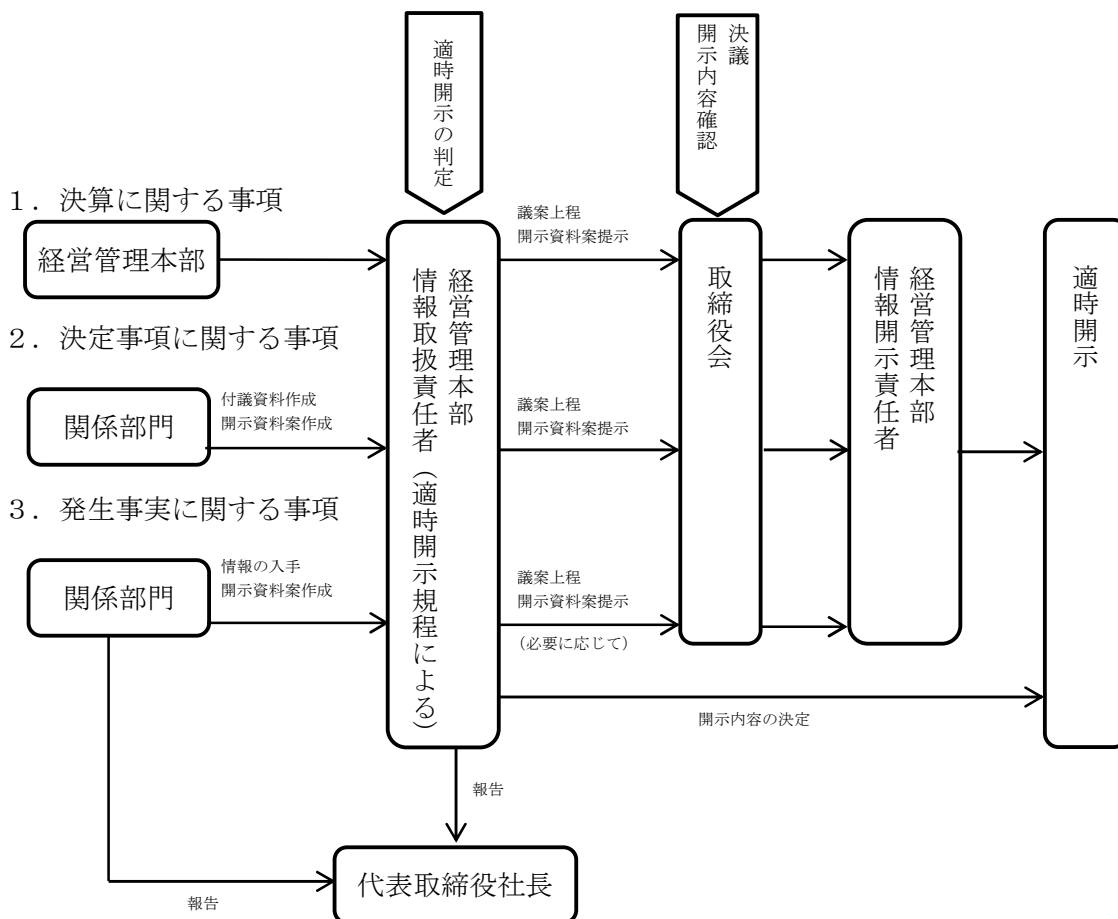 適時開示の判定
決議
開示内容確認
１．決算に関する事項
経営管理本部
議案上程
開示資料案提示
２．決定事項に関する事項
関係部門
付議資料作成
開示資料案作成
議案上程
開示資料案提示
３．発生事実に関する事項
関係部門
情報の入手
開示資料案作成
議案上程
開示資料案提示
（必要に応じて）
経営管理本部
情報取扱責任者（適時開示規程による）
取締役会
経営管理本部
情報開示責任者
適時開示
開示内容の決定
報告
代表取締役社長
報告